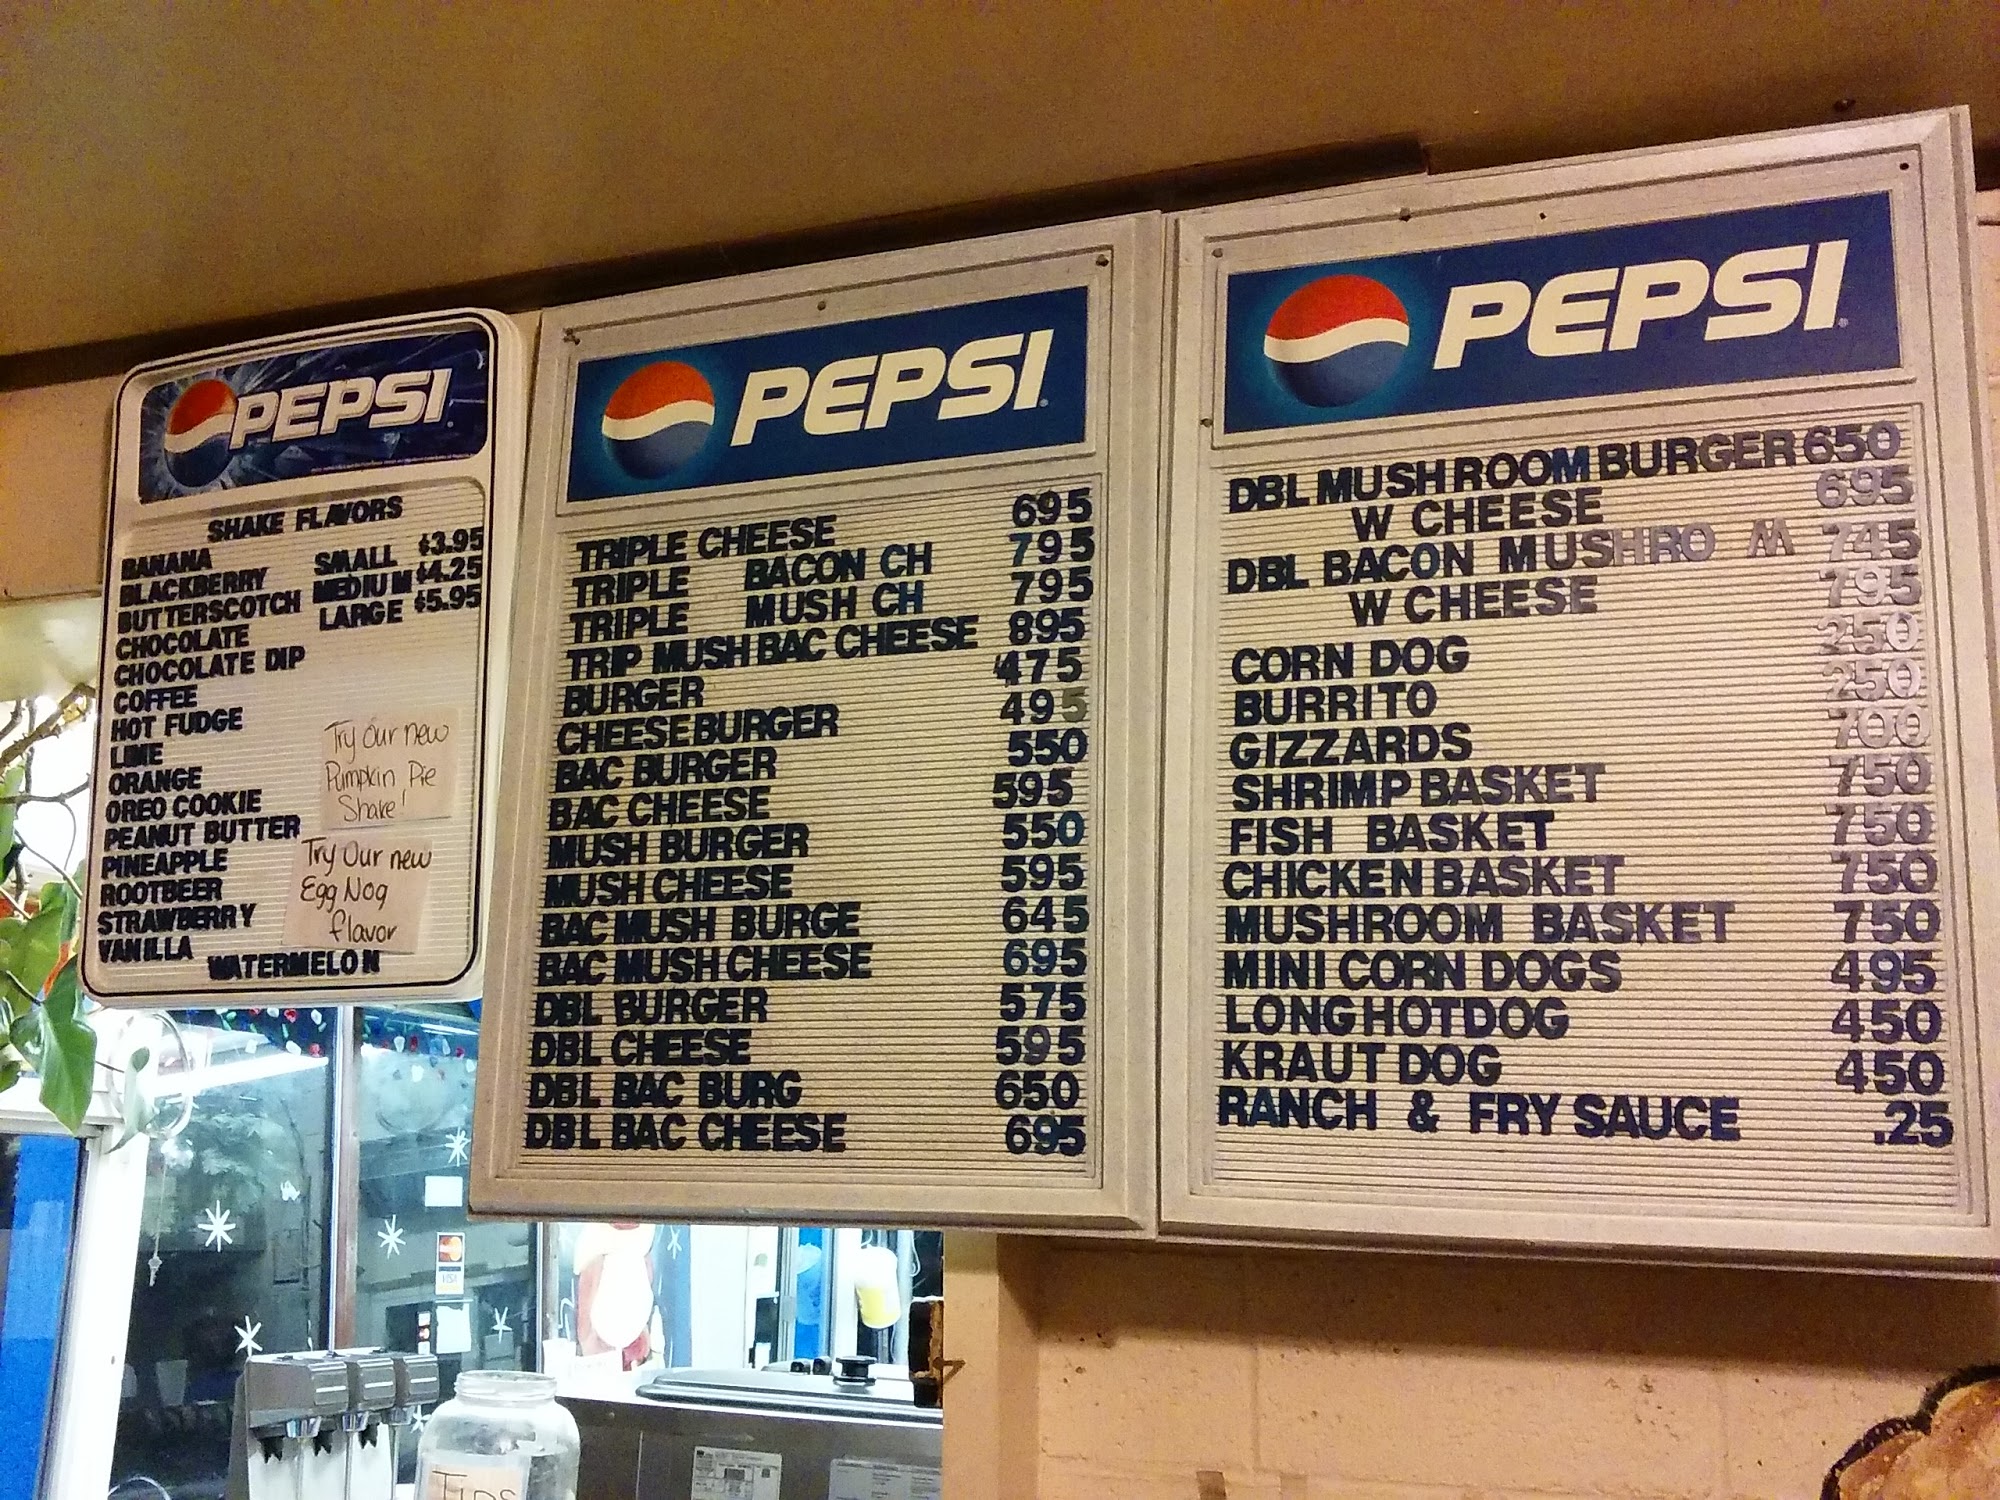 PEPSI
SHAKE FLAVORS
BANANA
BLACKBERRY
BUTTERSCOTCH
CHOCOLATE
CHOCOLATE DIP
COFFEE
HOT FUDGE
LIME
ORANGE
OREO COOKIE
PEANUT BUTTER
PINEAPPLE
ROOTBEER
STRAWBERRY
VANILLA
WATERMELON
SMALL $3.95
MEDIUM $4.25
LARGE $5.95
Try our new
Pumpkin Pie
Shake!
Try Our new
Egg Nog
flavor
PEPSI
TRIPLE CHEESE 695
TRIPLE BACON CH 795
TRIPLE MUSH CH 795
TRIP MUSH BAC CHEESE 895
BURGER 475
CHEESEBURGER 495
BAC BURGER 550
BAC CHEESE 595
MUSH BURGER 550
MUSH CHEESE 595
BAC MUSH BURGE 645
BAC MUSH CHEESE 695
DBL BURGER 575
DBL CHEESE 595
DBL BAC BURG 650
DBL BAC CHEESE 695
PEPSI
DBL MUSHROOM BURGER 650
W CHEESE 695
DBL BACON MUSHRO M 745
W CHEESE 795
CORN DOG 250
BURRITO 250
GIZZARDS 700
SHRIMP BASKET 750
FISH BASKET 750
CHICKEN BASKET 750
MUSHROOM BASKET 750
MINI CORN DOGS 495
LONGHOTDOG 450
KRAUT DOG 450
RANCH & FRY SAUCE .25
TIPS